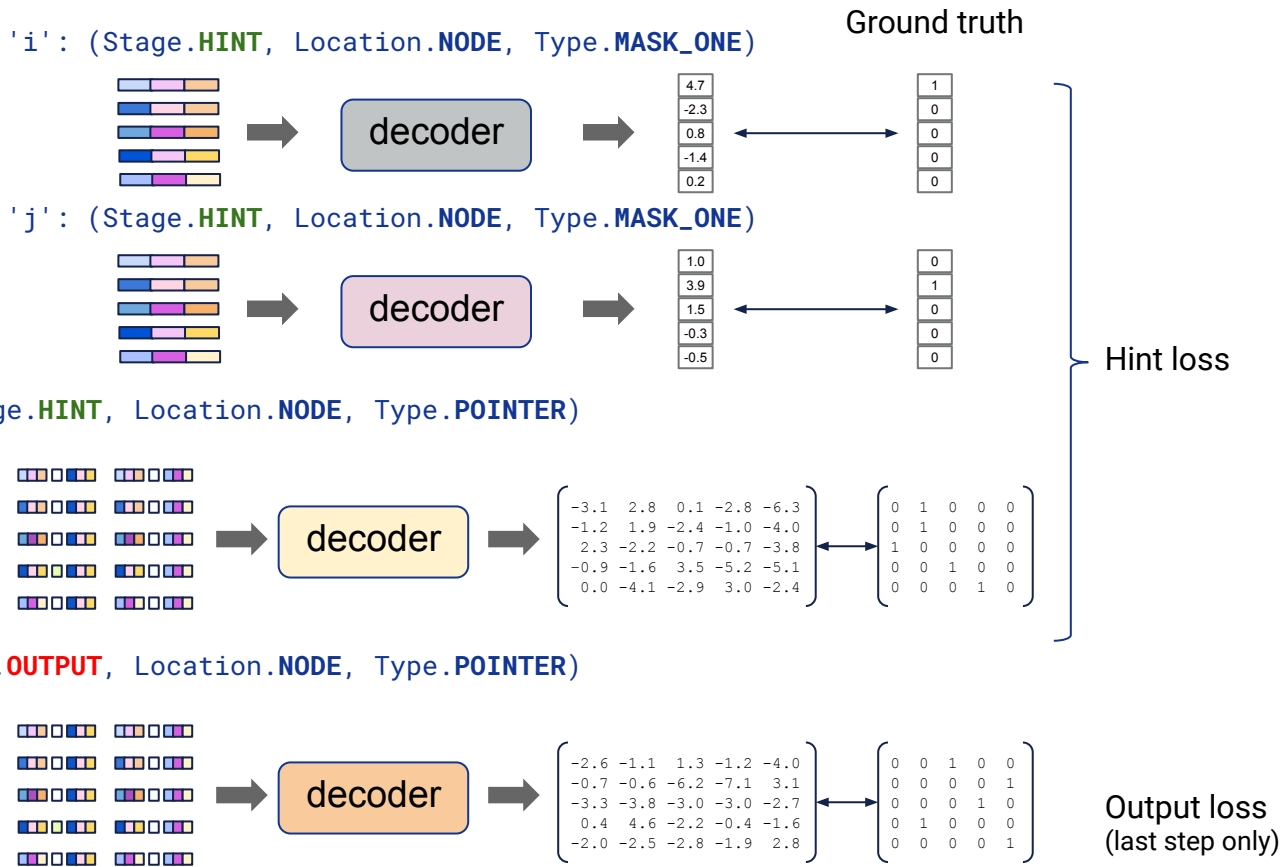 Ground truth
'i': (Stage.HINT, Location.NODE, Type.MASK_ONE)
decoder
4.7
-2.3
0.8
-1.4
0.2
1
0
0
0
0
'j': (Stage.HINT, Location.NODE, Type.MASK_ONE)
decoder
1.0
3.9
1.5
-0.3
-0.5
0
1
0
0
0
Hint loss
ge.HINT, Location.NODE, Type.POINTER)
decoder
-3.1 2.8 0.1 -2.8 -6.3
-1.2 1.9 -2.4 -1.0 -4.0
2.3 -2.2 -0.7 -0.7 -3.8
-0.9 -1.6 3.5 -5.2 -5.1
0.0 -4.1 -2.9 3.0 -2.4
0 1 0 0 0
0 1 0 0 0
1 0 0 0 0
0 0 1 0 0
0 0 0 1 0
.OUTPUT, Location.NODE, Type.POINTER)
decoder
-2.6 -1.1 1.3 -1.2 -4.0
-0.7 -0.6 -6.2 -7.1 3.1
-3.3 -3.8 -3.0 -3.0 -2.7
0.4 4.6 -2.2 -0.4 -1.6
-2.0 -2.5 -2.8 -1.9 2.8
0 0 1 0 0
0 0 0 0 1
0 0 0 1 0
0 1 0 0 0
0 0 0 0 1
Output loss
(last step only)